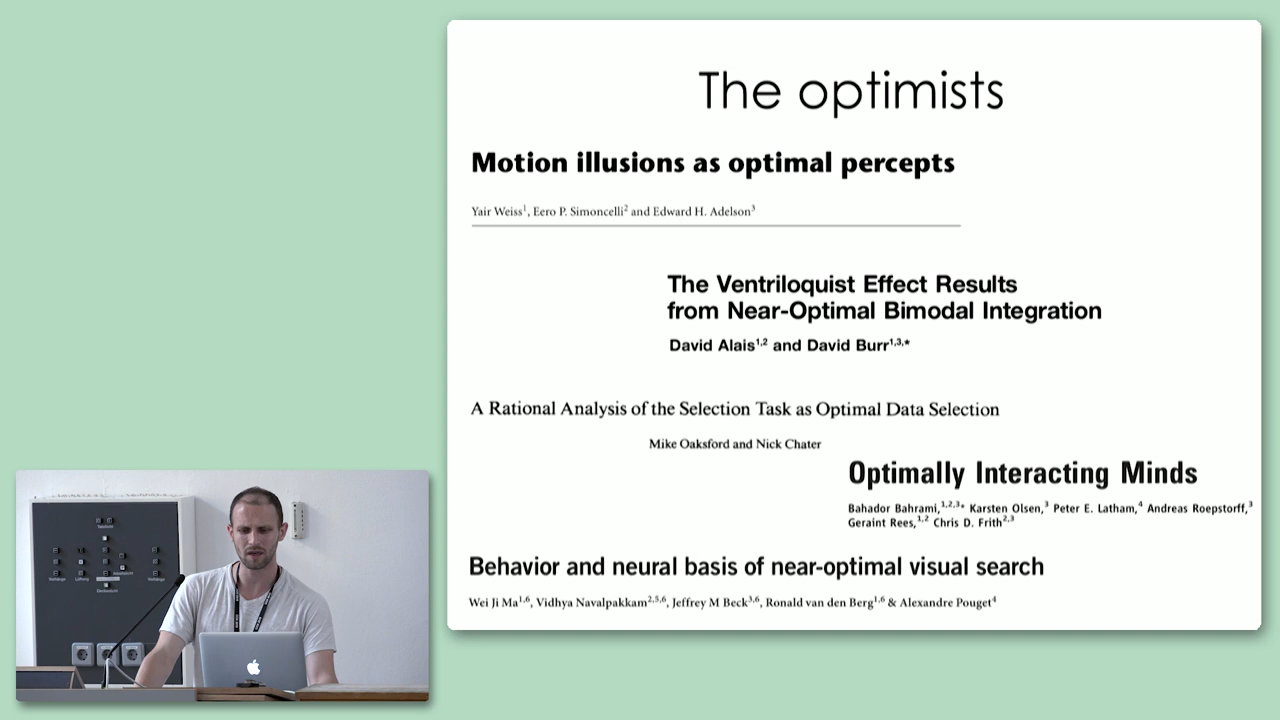 The optimists
Motion illusions as optimal percepts
Yair Weiss1, Eero P. Simoncelli2 and Edward H. Adelson3
The Ventriloquist Effect Results
from Near-Optimal Bimodal Integration
David Alais1,2 and David Burr1,3,*
A Rational Analysis of the Selection Task as Optimal Data Selection
Mike Oaksford and Nick Chater
Optimally Interacting Minds
Bahador Bahrami,1,2,3* Karsten Olsen,3 Peter E. Latham,4 Andreas Roepstorff,3
Geraint Rees,1,2 Chris D. Frith2,3
Behavior and neural basis of near-optimal visual search
Wei Ji Ma1,6, Vidhya Navalpakkam2,5,6, Jeffrey M Beck3,6, Ronald van den Berg1,6 & Alexandre Pouget4